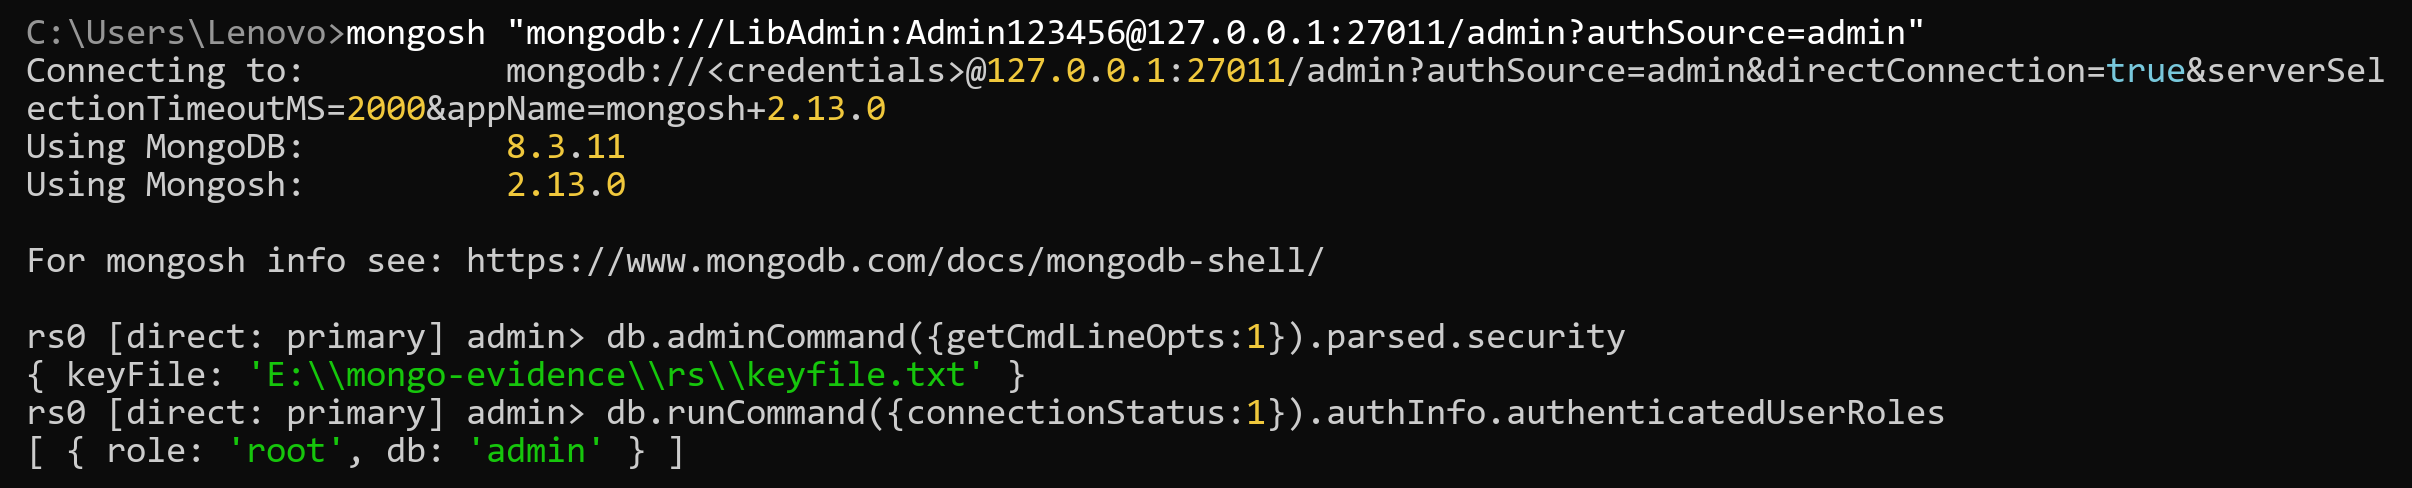 C:\Users\Lenovo>mongosh "mongodb://LibAdmin:Admin123456@127.0.0.1:27011/admin?authSource=admin"
Connecting to:          mongodb://<credentials>@127.0.0.1:27011/admin?authSource=admin&directConnection=true&serverSel
ectionTimeoutMS=2000&appName=mongosh+2.13.0
Using MongoDB:          8.3.11
Using Mongosh:          2.13.0
For mongosh info see: https://www.mongodb.com/docs/mongodb-shell/
rs0 [direct: primary] admin> db.adminCommand({getCmdLineOpts:1}).parsed.security
{ keyFile: 'E:\\mongo-evidence\\rs\\keyfile.txt' }
rs0 [direct: primary] admin> db.runCommand({connectionStatus:1}).authInfo.authenticatedUserRoles
[ { role: 'root', db: 'admin' } ]